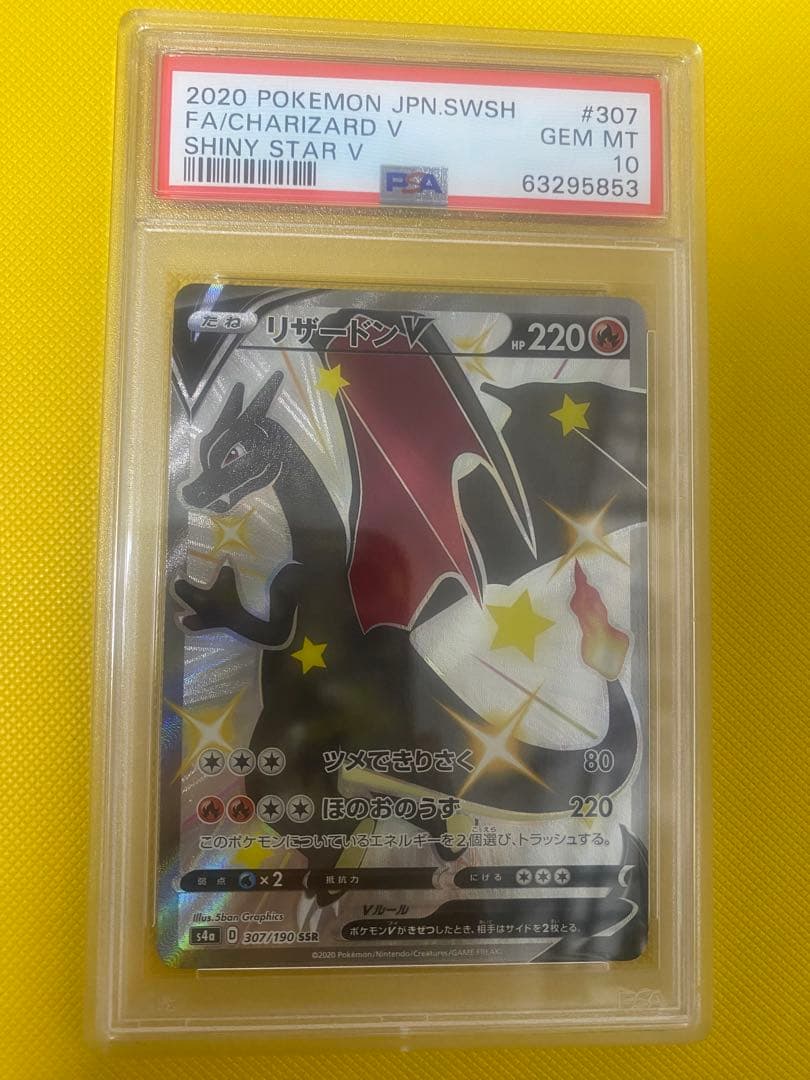 2020 POKEMON JPN.SWSH #307
FA/CHARIZARD V GEM MT
SHINY STAR V 10
PSA 63295853
たね リザードンV HP 220
ツメできりさく 80
ほのおのうず 220
このポケモンについているエネルギーを2個選び、トラッシュする。
弱点 ×2 抵抗力 にげる
Illus. 5ban Graphics Vルール
s4a D 307/190 SSR ポケモンVがきぜつしたとき、相手はサイドを2枚とる。
©2020 Pokémon/Nintendo/Creatures/GAME FREAK.